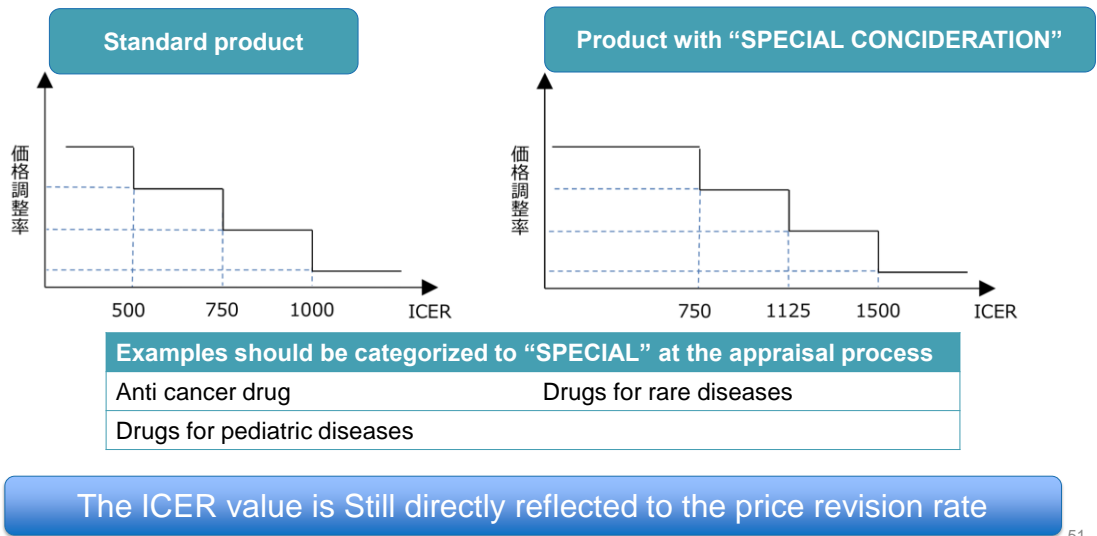 Standard product
Product with “SPECIAL CONCIDERATION”
価格調整率
500 750 1000 ICER
価格調整率
750 1125 1500 ICER
Examples should be categorized to “SPECIAL” at the appraisal process
Anti cancer drug Drugs for rare diseases
Drugs for pediatric diseases
The ICER value is Still directly reflected to the price revision rate
51